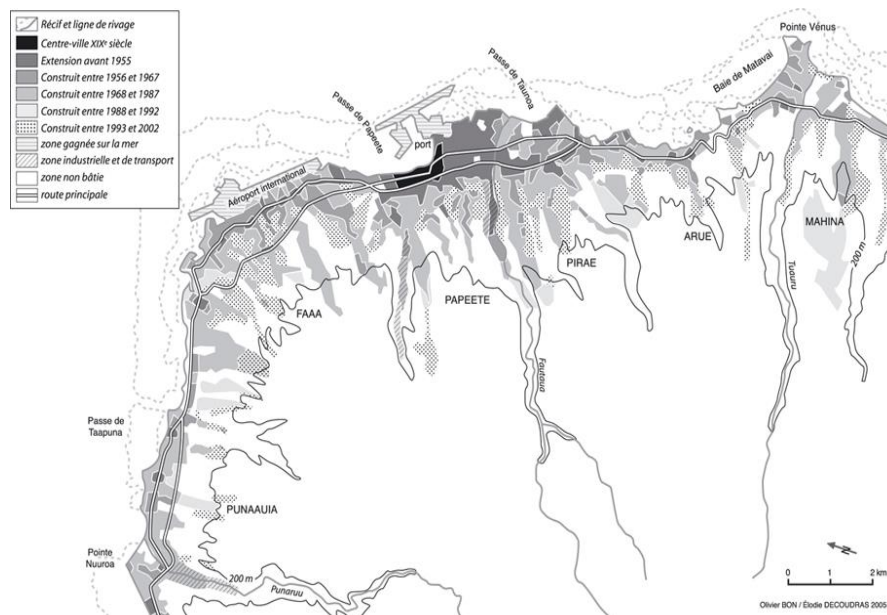 Récif et ligne de rivage
Centre-ville XIXe siècle
Extension avant 1955
Construit entre 1956 et 1967
Construit entre 1968 et 1987
Construit entre 1988 et 1992
Construit entre 1993 et 2002
zone gagnée sur la mer
zone industrielle et de transport
zone non bâtie
route principale
Pointe Vénus
Baie de Matavai
Passe de Taunoa
Passe de Papeete
port
Aéroport international
MAHINA
ARUE
PIRAE
PAPEETE
FAAA
Tuauru
200 m
Fautaua
Passe de
Taapuna
PUNAAUIA
Pointe
Nuuroa
200 m
Punaruu
N
0 1 2 km
Olivier BON / Élodie DECOUDRAS 2005